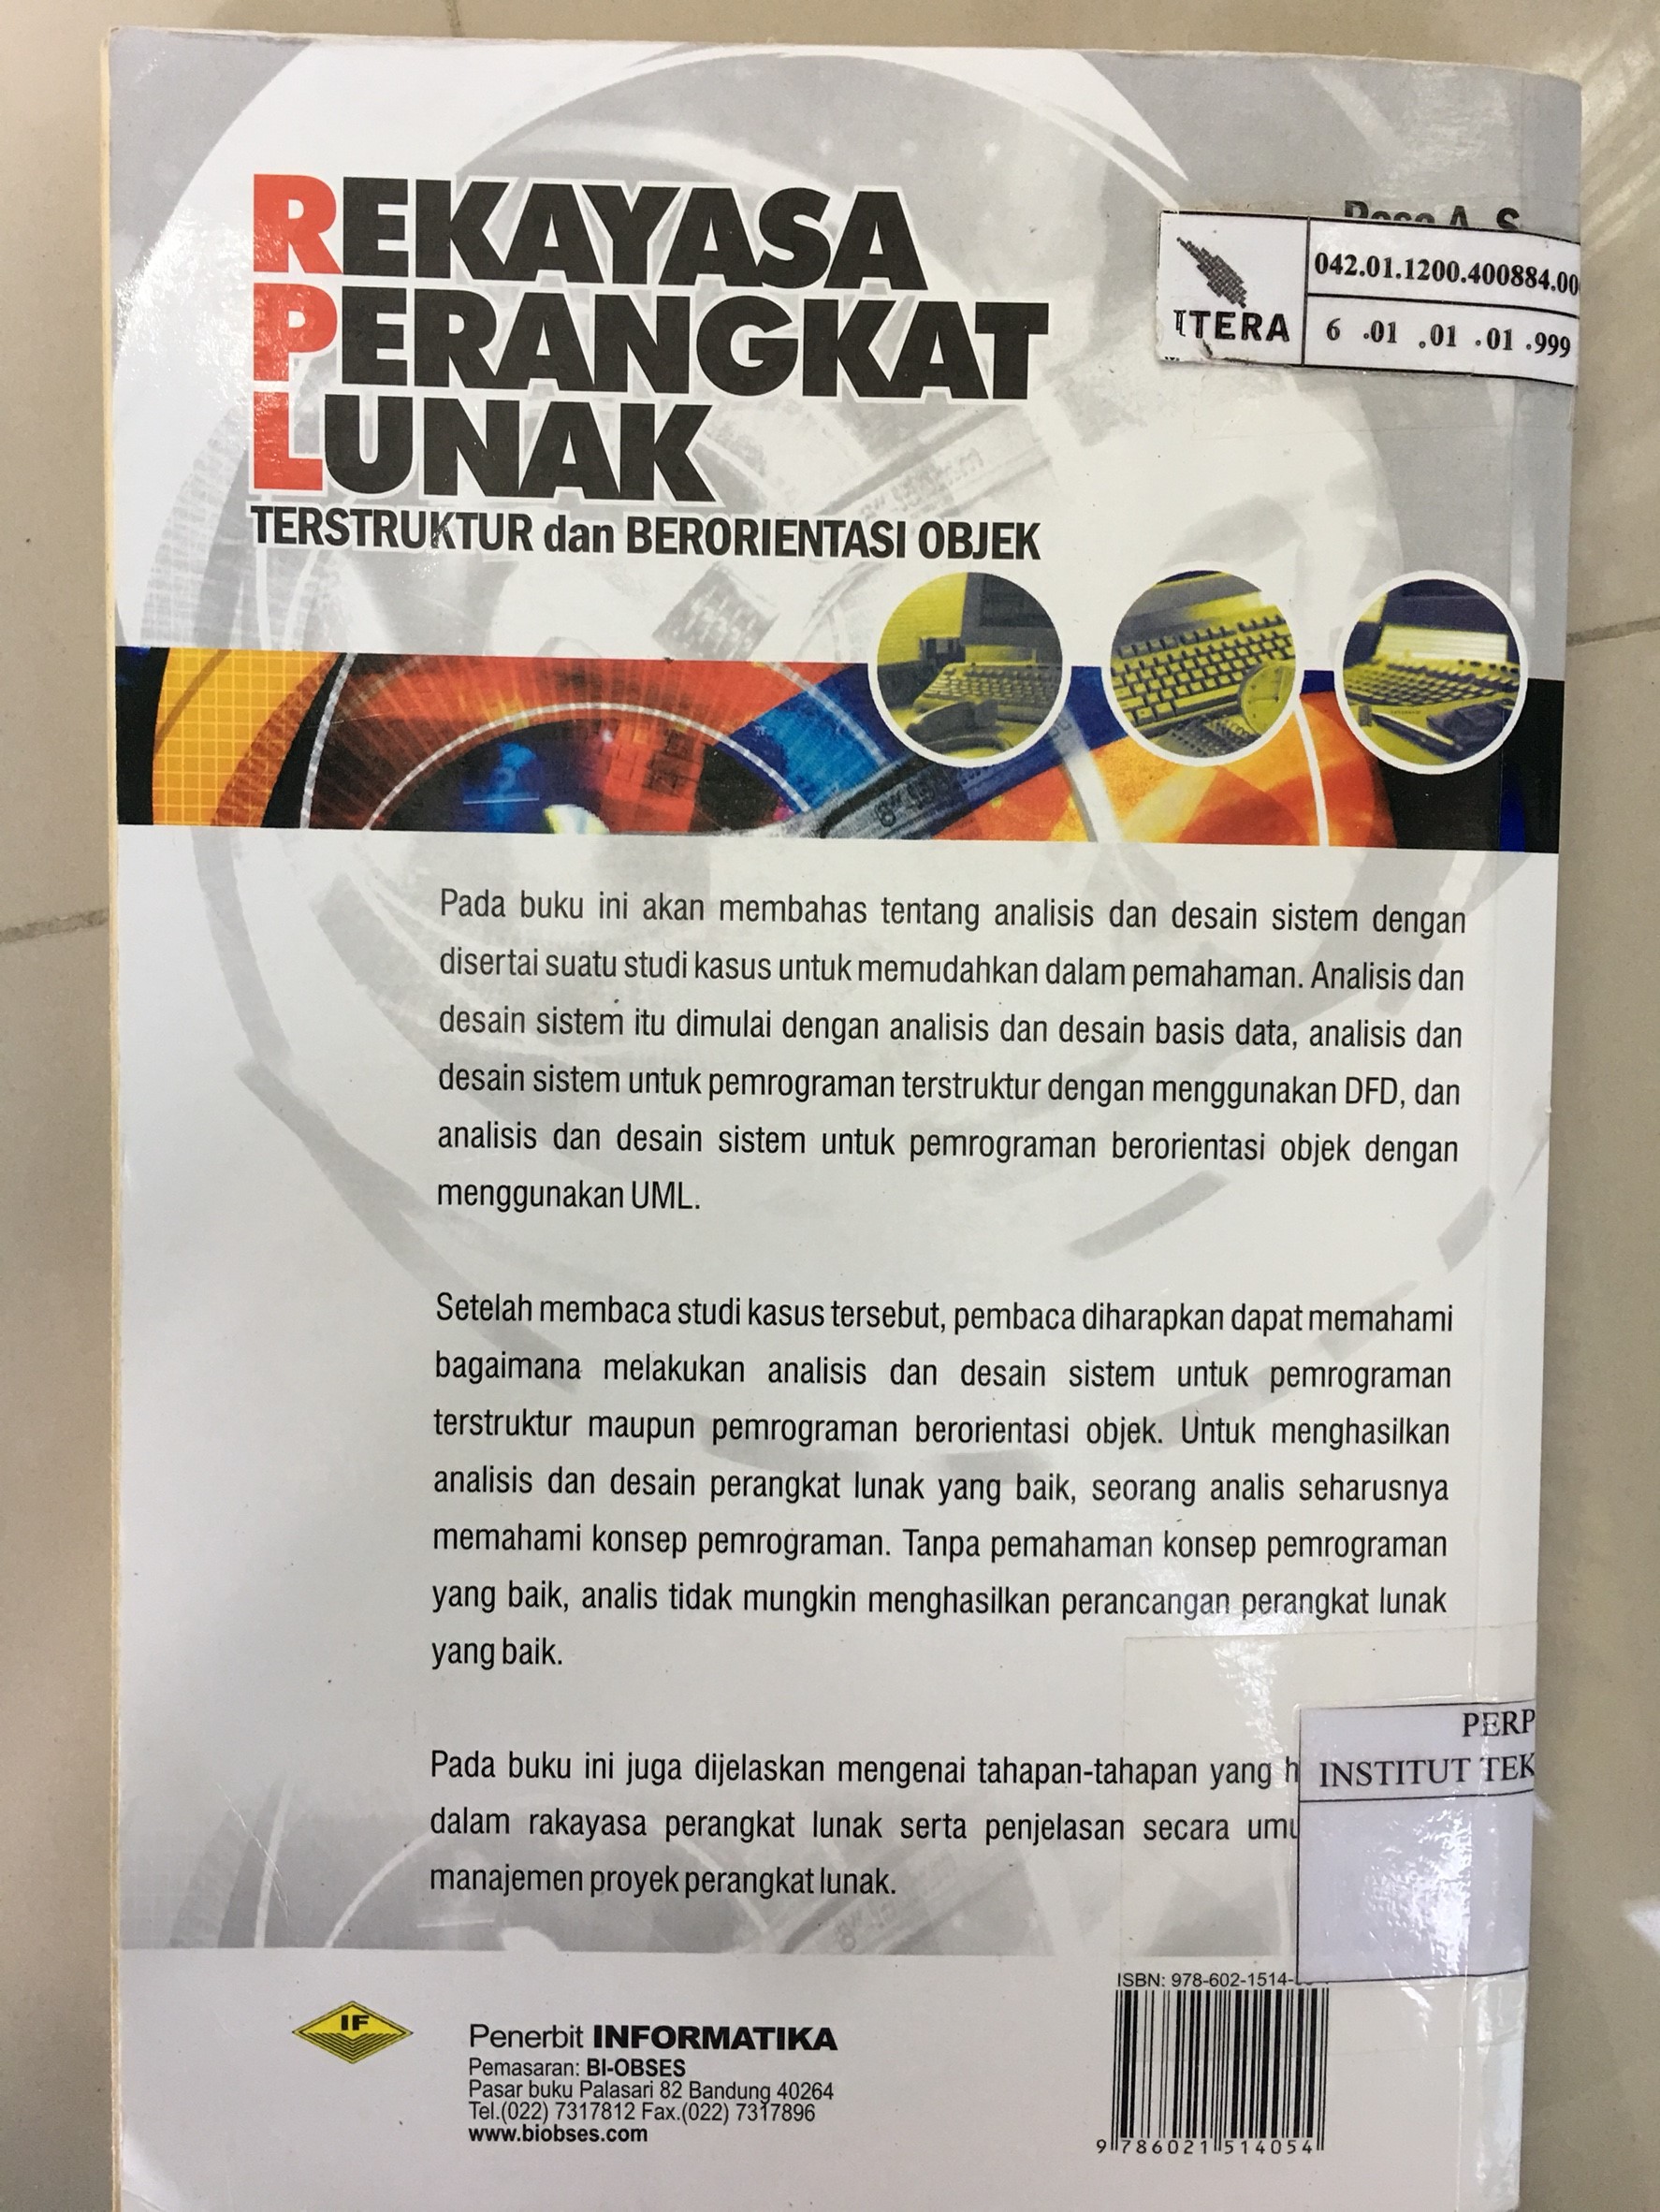 REKAYASA
PERANGKAT
LUNAK
TERSTRUKTUR dan BERORIENTASI OBJEK
A. S
ITERA
042.01.1200.400884.00
6 .01 .01 .01 .999
Pada buku ini akan membahas tentang analisis dan desain sistem dengan
disertai suatu studi kasus untuk memudahkan dalam pemahaman. Analisis dan
desain sistem itu dimulai dengan analisis dan desain basis data, analisis dan
desain sistem untuk pemrograman terstruktur dengan menggunakan DFD, dan
analisis dan desain sistem untuk pemrograman berorientasi objek dengan
menggunakan UML.
Setelah membaca studi kasus tersebut, pembaca diharapkan dapat memahami
bagaimana melakukan analisis dan desain sistem untuk pemrograman
terstruktur maupun pemrograman berorientasi objek. Untuk menghasilkan
analisis dan desain perangkat lunak yang baik, seorang analis seharusnya
memahami konsep pemrograman. Tanpa pemahaman konsep pemrograman
yang baik, analis tidak mungkin menghasilkan perancangan perangkat lunak
yang baik.
Pada buku ini juga dijelaskan mengenai tahapan-tahapan yang h
dalam rakayasa perangkat lunak serta penjelasan secara umu
manajemen proyek perangkat lunak.
PERP
INSTITUT TEK
ISBN: 978-602-1514-
9 786021 514054
IF
Penerbit INFORMATIKA
Pemasaran: BI-OBSES
Pasar buku Palasari 82 Bandung 40264
Tel.(022) 7317812 Fax.(022) 7317896
www.biobses.com